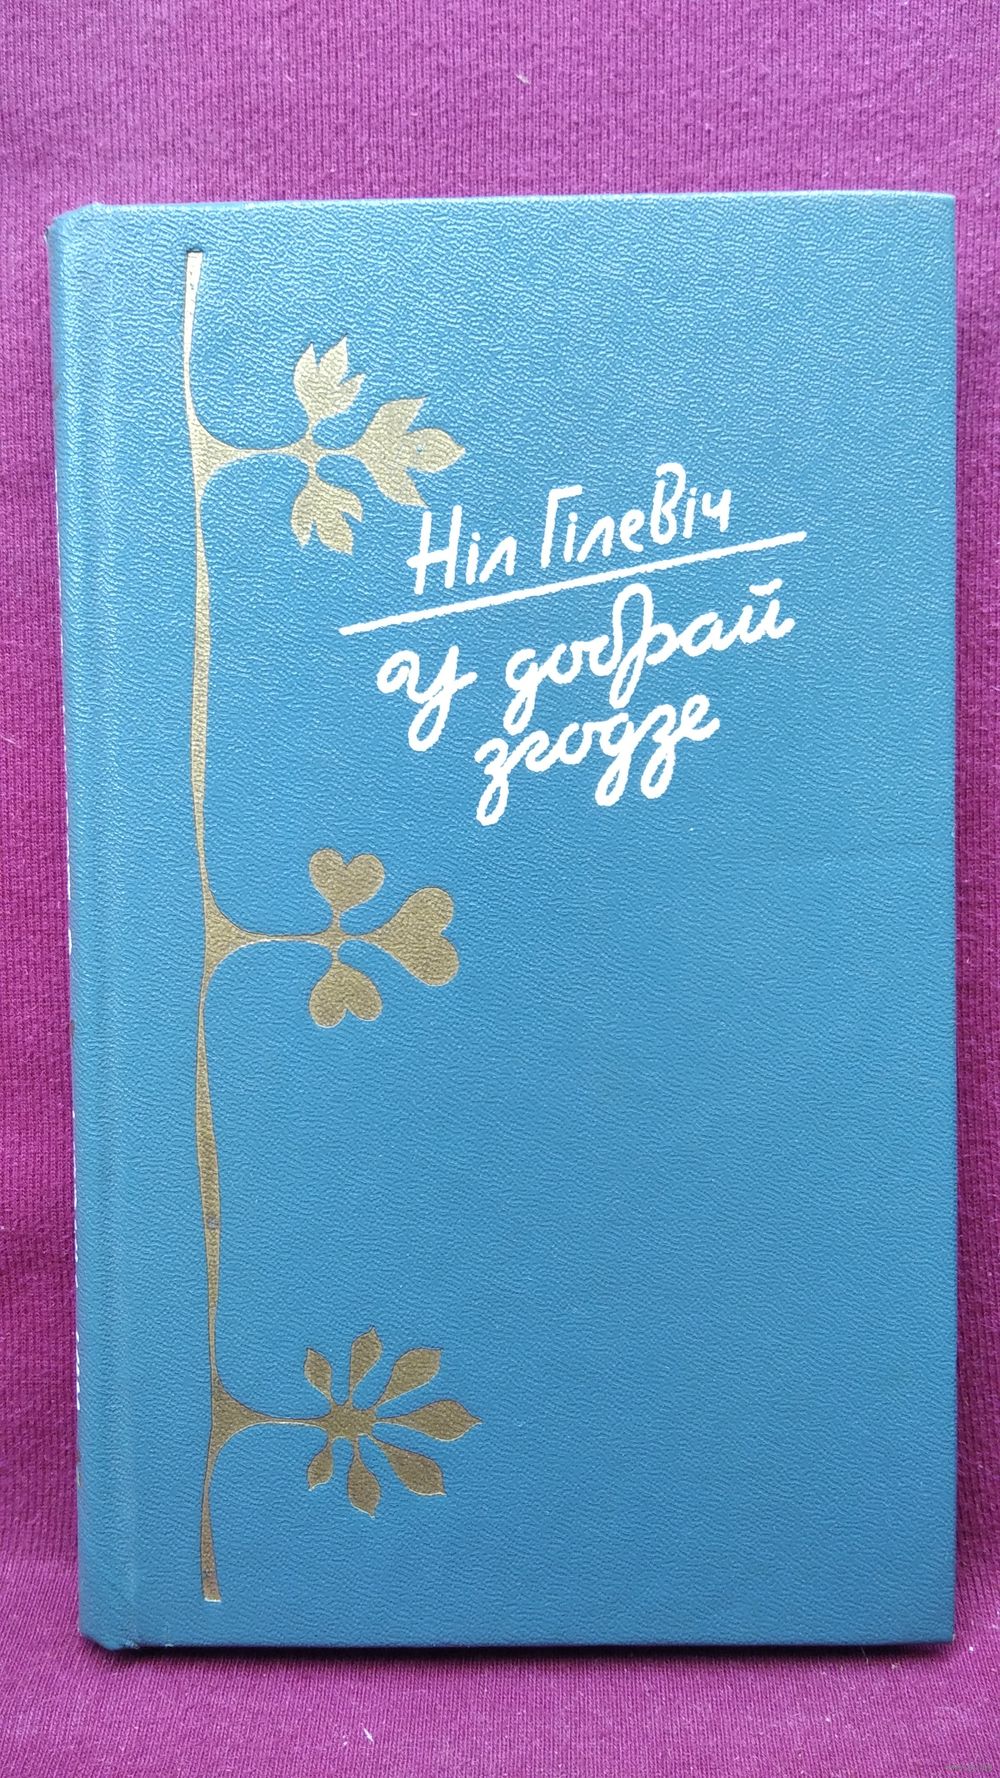 Ніл Гілевіч
У добрай
згодзе